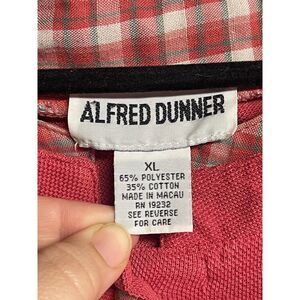 ALFRED DUNNER
XL
65% POLYESTER
35% COTTON
MADE IN MACAU
RN 19232
SEE REVERSE
FOR CARE